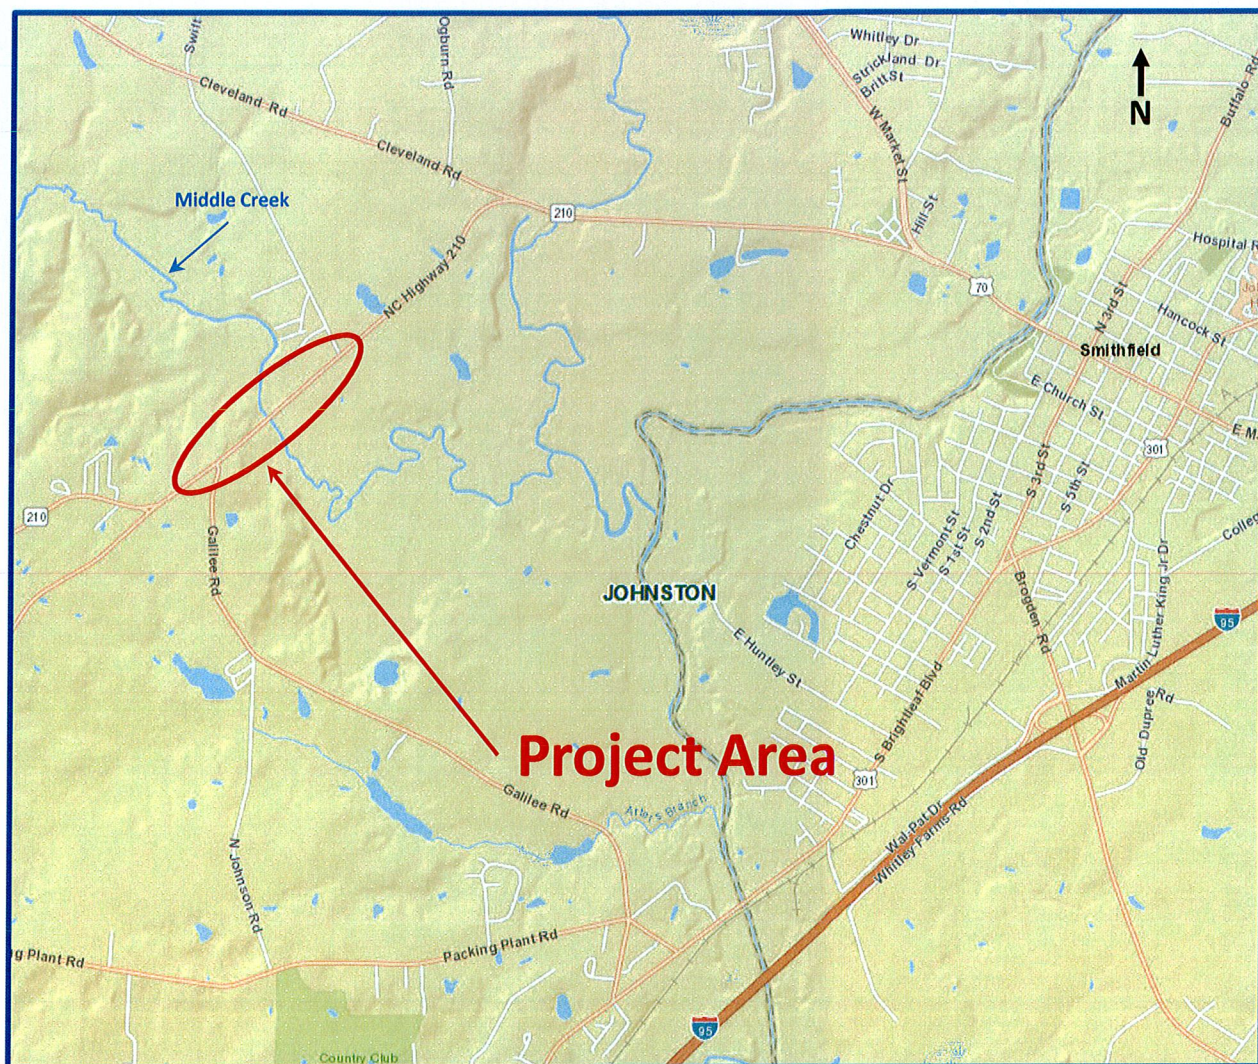 Swift
Ogburn Rd
Whitley Dr
Strickland Dr
Britt St
N
Buffalo Rd
Cleveland Rd
Cleveland Rd
W Market St
Middle Creek
210
Hill St
NC Highway 210
Hospital R
70
N 3rd St
Hancock St
Smithfield
E Church St
E M
301
S 3rd St
S 5th St
Chestnut Dr
S Vermont St
S 1st St
S 2nd St
210
Galilee Rd
JOHNSTON
Brogden Rd
Martin Luther King Jr Dr
95
E Huntley St
Old Dupree Rd
S Brightleaf Blvd
Project Area
301
Galilee Rd
Wal-Pat Dr
Whitley Farms Rd
N Johnson Rd
g Plant Rd
Packing Plant Rd
95
Country Club